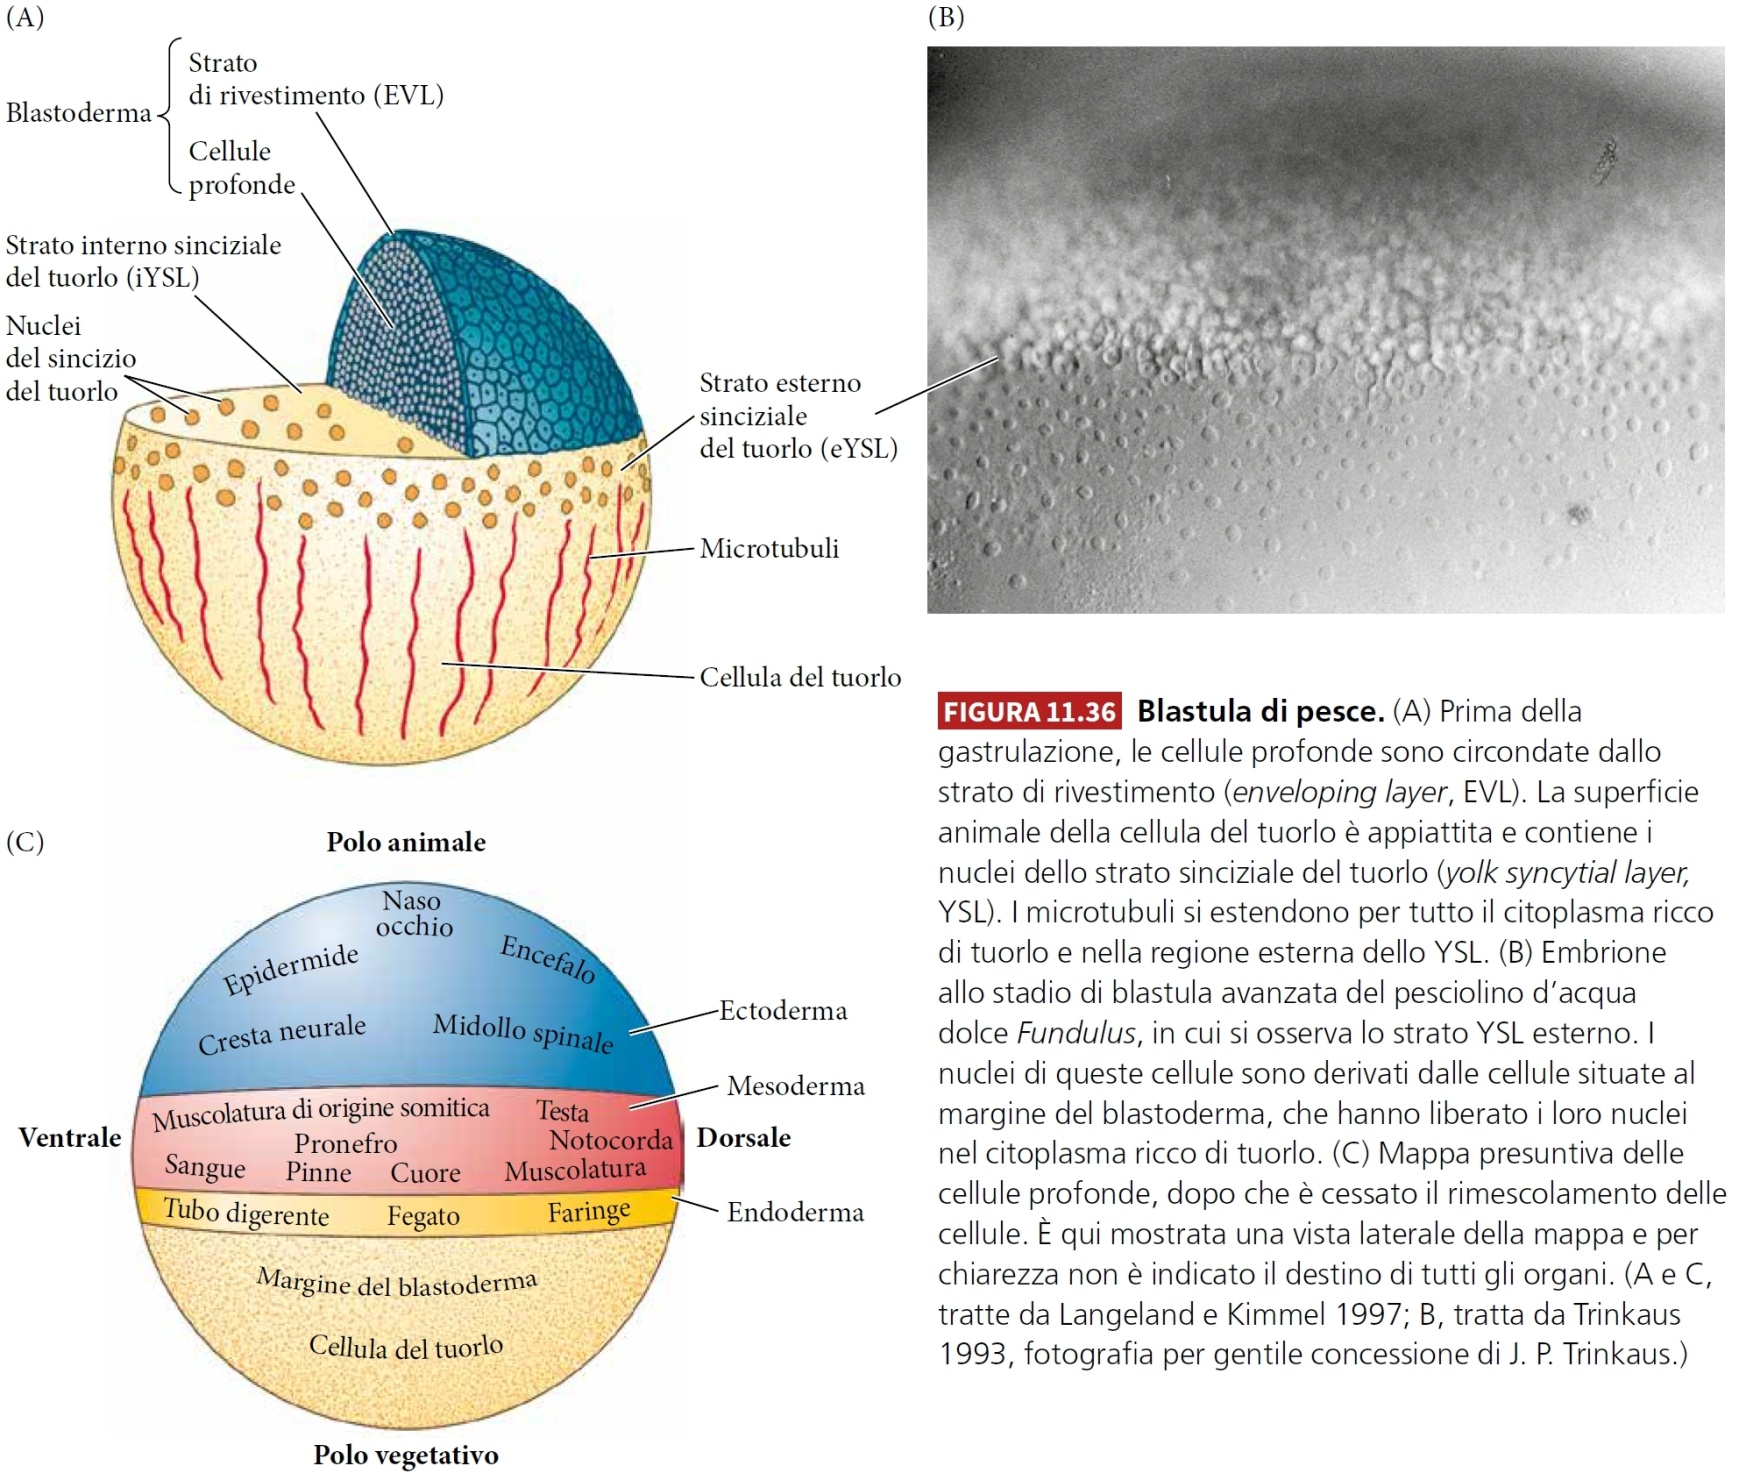 (A)
Blastoderma
Strato
di rivestimento (EVL)
Cellule
profonde
Strato interno sinciziale
del tuorlo (iYSL)
Nuclei
del sincizio
del tuorlo
Strato esterno
sinciziale
del tuorlo (eYSL)
Microtubuli
Cellula del tuorlo
(B)
(C)
Polo animale
Naso
occhio
Epidermide
Encefalo
Cresta neurale
Midollo spinale
Ectoderma
Mesoderma
Muscolatura di origine somitica
Testa
Ventrale
Pronefro
Notocorda
Dorsale
Sangue
Pinne
Cuore
Muscolatura
Tubo digerente
Fegato
Faringe
Endoderma
Margine del blastoderma
Cellula del tuorlo
Polo vegetativo
FIGURA 11.36 Blastula di pesce. (A) Prima della
gastrulazione, le cellule profonde sono circondate dallo
strato di rivestimento (enveloping layer, EVL). La superficie
animale della cellula del tuorlo è appiattita e contiene i
nuclei dello strato sinciziale del tuorlo (yolk syncytial layer,
YSL). I microtubuli si estendono per tutto il citoplasma ricco
di tuorlo e nella regione esterna dello YSL. (B) Embrione
allo stadio di blastula avanzata del pesciolino d’acqua
dolce Fundulus, in cui si osserva lo strato YSL esterno. I
nuclei di queste cellule sono derivati dalle cellule situate al
margine del blastoderma, che hanno liberato i loro nuclei
nel citoplasma ricco di tuorlo. (C) Mappa presuntiva delle
cellule profonde, dopo che è cessato il rimescolamento delle
cellule. È qui mostrata una vista laterale della mappa e per
chiarezza non è indicato il destino di tutti gli organi. (A e C,
tratte da Langeland e Kimmel 1997; B, tratta da Trinkaus
1993, fotografia per gentile concessione di J. P. Trinkaus.)